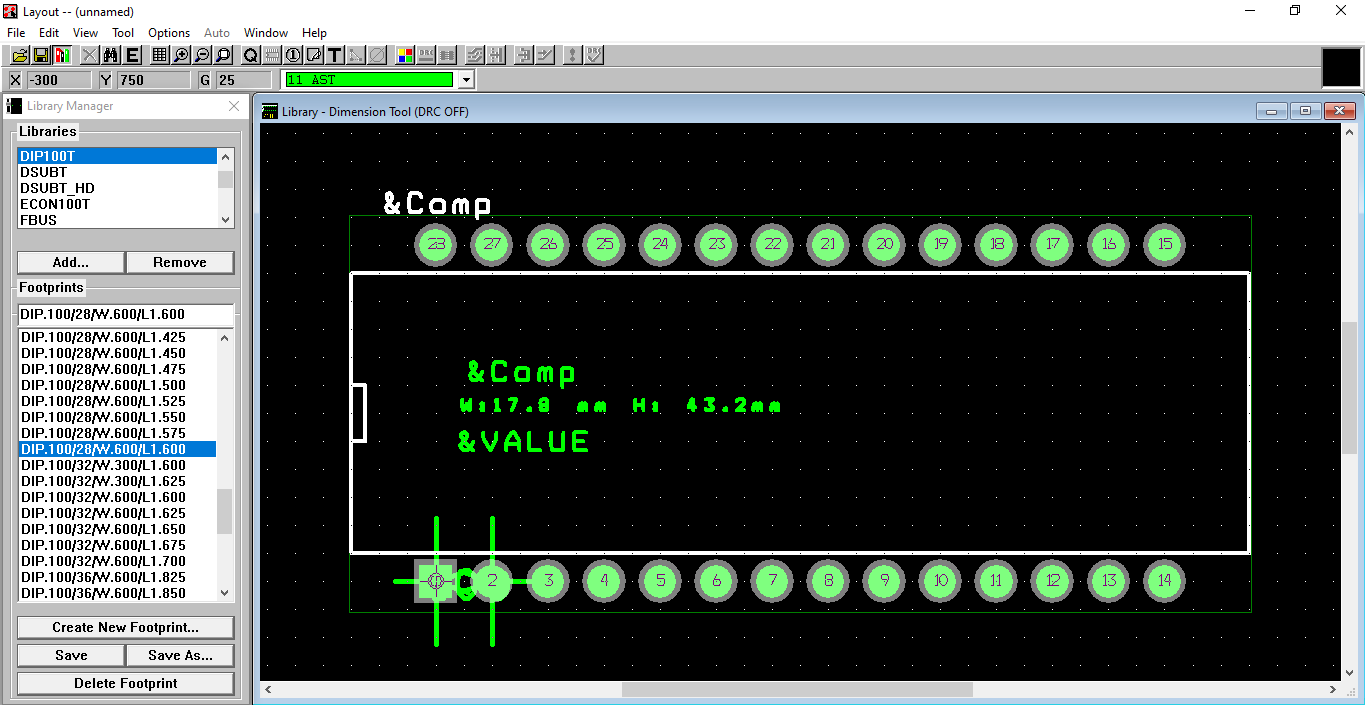 Layout -- (unnamed)
File Edit View Tool Options Auto Window Help
X -300 Y 750 G 25 11 AST
Library Manager
Libraries
DIP100T
DSUBT
DSUBT_HD
ECON100T
FBUS
Add... Remove
Footprints
DIP.100/28/W.600/L1.600
DIP.100/28/W.600/L1.425
DIP.100/28/W.600/L1.450
DIP.100/28/W.600/L1.475
DIP.100/28/W.600/L1.500
DIP.100/28/W.600/L1.525
DIP.100/28/W.600/L1.550
DIP.100/28/W.600/L1.575
DIP.100/28/W.600/L1.600
DIP.100/32/W.300/L1.600
DIP.100/32/W.300/L1.625
DIP.100/32/W.600/L1.600
DIP.100/32/W.600/L1.625
DIP.100/32/W.600/L1.650
DIP.100/32/W.600/L1.675
DIP.100/32/W.600/L1.700
DIP.100/36/W.600/L1.825
DIP.100/36/W.600/L1.850
Create New Footprint...
Save Save As...
Delete Footprint
Library - Dimension Tool (DRC OFF)
&Comp
28 27 26 25 24 23 22 21 20 19 18 17 16 15
&Comp
W:17.8 mm H: 43.2mm
&VALUE
1 2 3 4 5 6 7 8 9 10 11 12 13 14